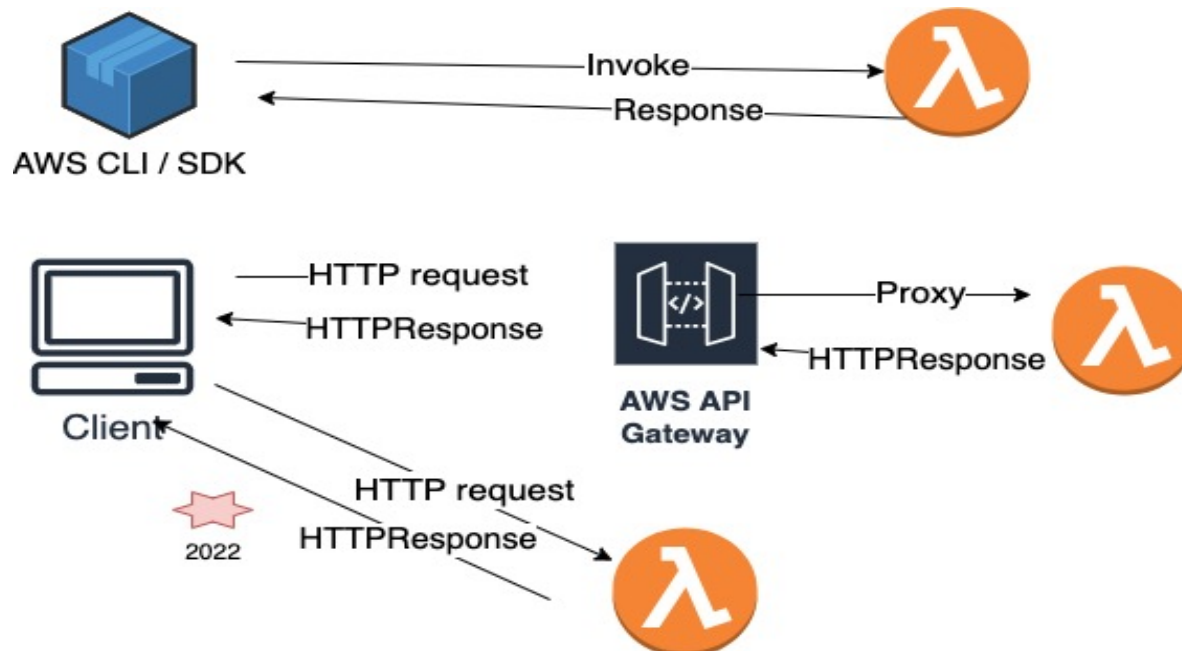 Invoke
Response
AWS CLI / SDK
HTTP request
HTTPResponse
</>
Proxy
HTTPResponse
AWS API
Gateway
Client
HTTP request
HTTPResponse
2022